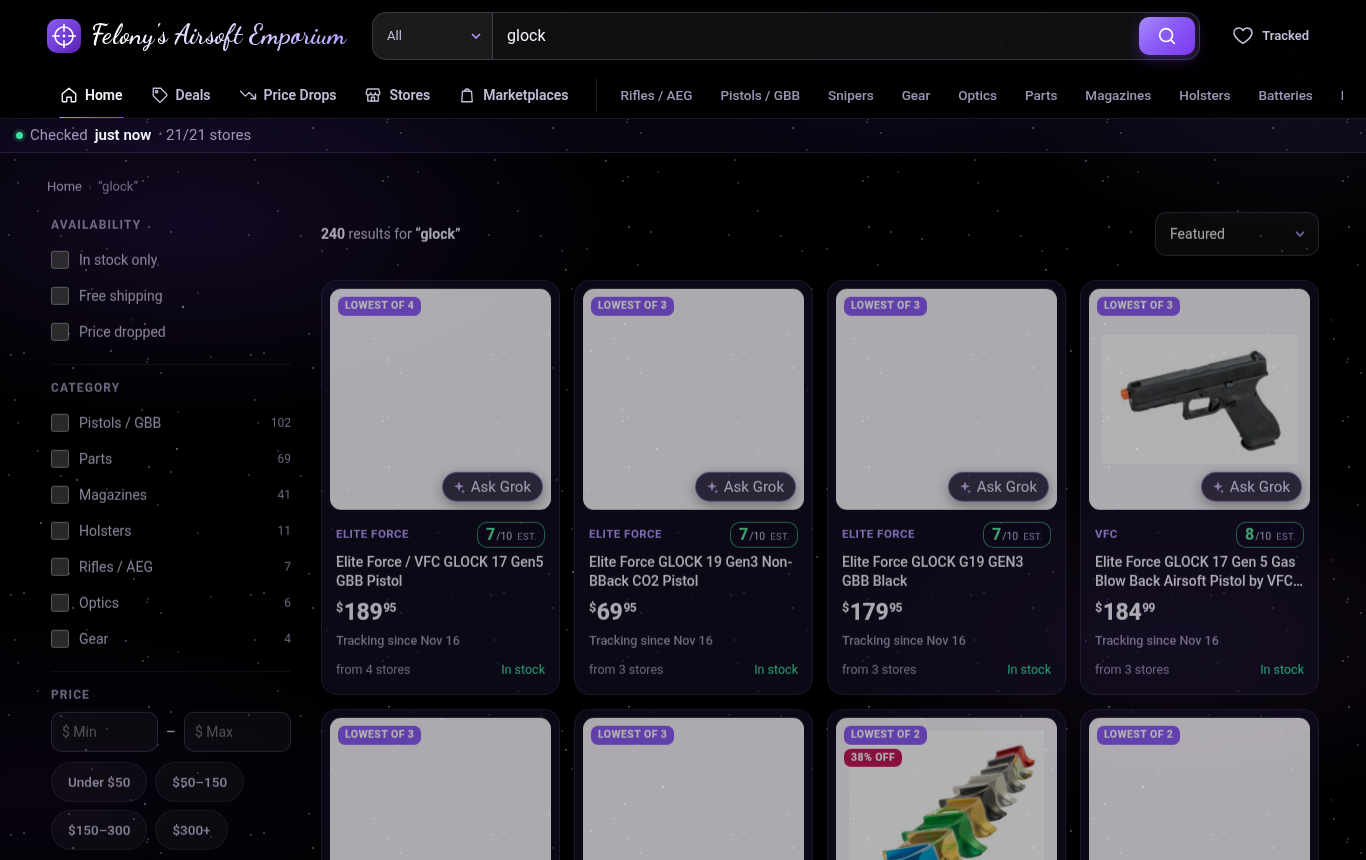 Felony's Airsoft Emporium
All
glock
Tracked
Home
Deals
Price Drops
Stores
Marketplaces
Rifles / AEG
Pistols / GBB
Snipers
Gear
Optics
Parts
Magazines
Holsters
Batteries
Checked just now · 21/21 stores
Home › "glock"
AVAILABILITY
In stock only
Free shipping
Price dropped
CATEGORY
Pistols / GBB 102
Parts 69
Magazines 41
Holsters 11
Rifles / AEG 7
Optics 6
Gear 4
PRICE
$ Min – $ Max
Under $50
$50–150
$150–300
$300+
240 results for "glock"
Featured
LOWEST OF 4
Ask Grok
ELITE FORCE
7/10 EST.
Elite Force / VFC GLOCK 17 Gen5
GBB Pistol
$18995
Tracking since Nov 16
from 4 stores
In stock
LOWEST OF 3
Ask Grok
ELITE FORCE
7/10 EST.
Elite Force GLOCK 19 Gen3 Non-
BBack CO2 Pistol
$6995
Tracking since Nov 16
from 3 stores
In stock
LOWEST OF 3
Ask Grok
ELITE FORCE
7/10 EST.
Elite Force GLOCK G19 GEN3
GBB Black
$17995
Tracking since Nov 16
from 3 stores
In stock
LOWEST OF 3
Ask Grok
VFC
8/10 EST.
Elite Force GLOCK 17 Gen 5 Gas
Blow Back Airsoft Pistol by VFC…
$18499
Tracking since Nov 16
from 3 stores
In stock
LOWEST OF 3
LOWEST OF 3
LOWEST OF 2
38% OFF
LOWEST OF 2